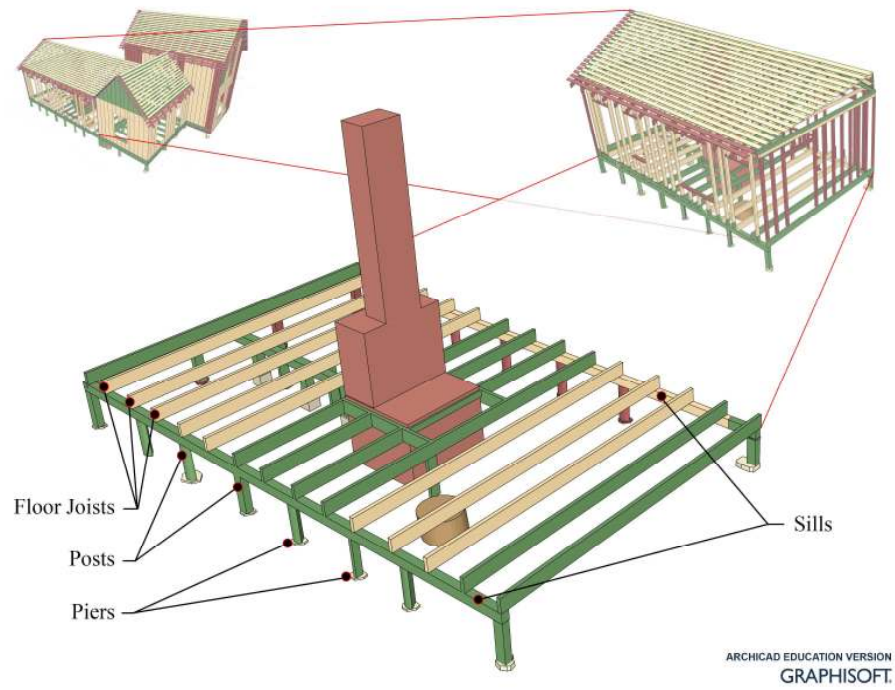 Floor Joists
Posts
Piers
Sills
ARCHICAD EDUCATION VERSION
GRAPHISOFT.